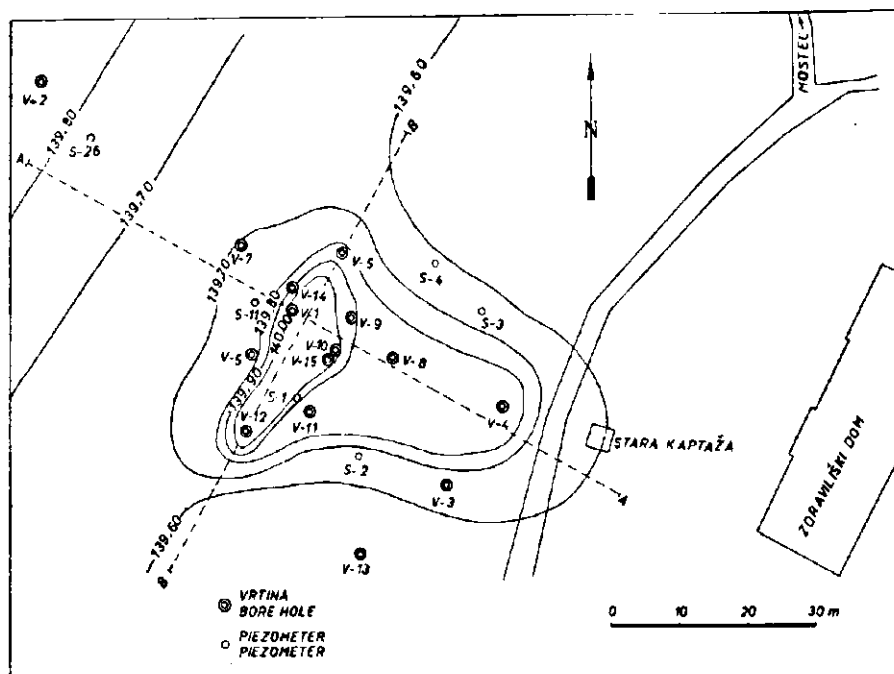 MOSTEC
139.60
B
N
V-2
139.80
S-26
A
139.70
V-7
V-5
S-4
139.70
V-14
S-11
139.80
V-1
S-3
140.00
V-9
V-10
V-5
V-15
V-8
139.90
S-1
V-12
V-11
V-4
STARA KAPTAŽA
S-2
V-3
A
ZDRAVILIŠKI DOM
139.60
B
V-13
VRTINA
BORE HOLE
PIEZOMETER
PIEZOMETER
0 10 20 30 m